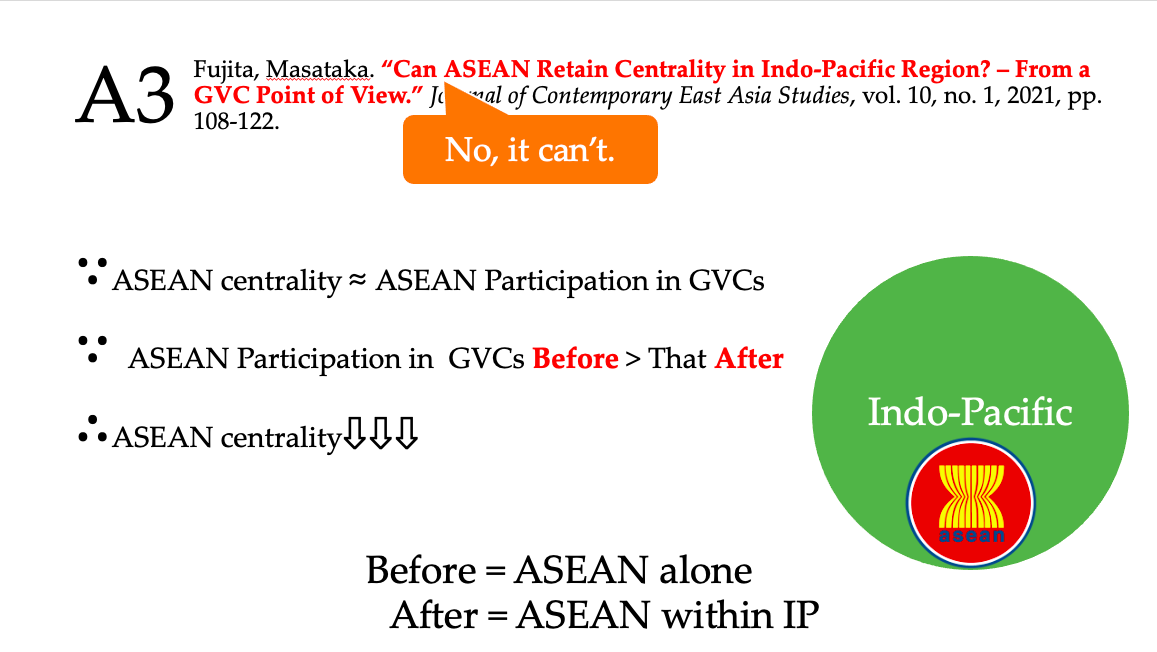 A3
Fujita, Masataka. “Can ASEAN Retain Centrality in Indo-Pacific Region? – From a
GVC Point of View.” of Contemporary East Asia Studies, vol. 10, no. 1, 2021, pp.
108-122.
No, it can’t.
∵ ASEAN centrality ≈ ASEAN Participation in GVCs
∵ ASEAN Participation in GVCs Before > That After
∴ ASEAN centrality⇩⇩⇩
Indo-Pacific
asean
Before = ASEAN alone
After = ASEAN within IP